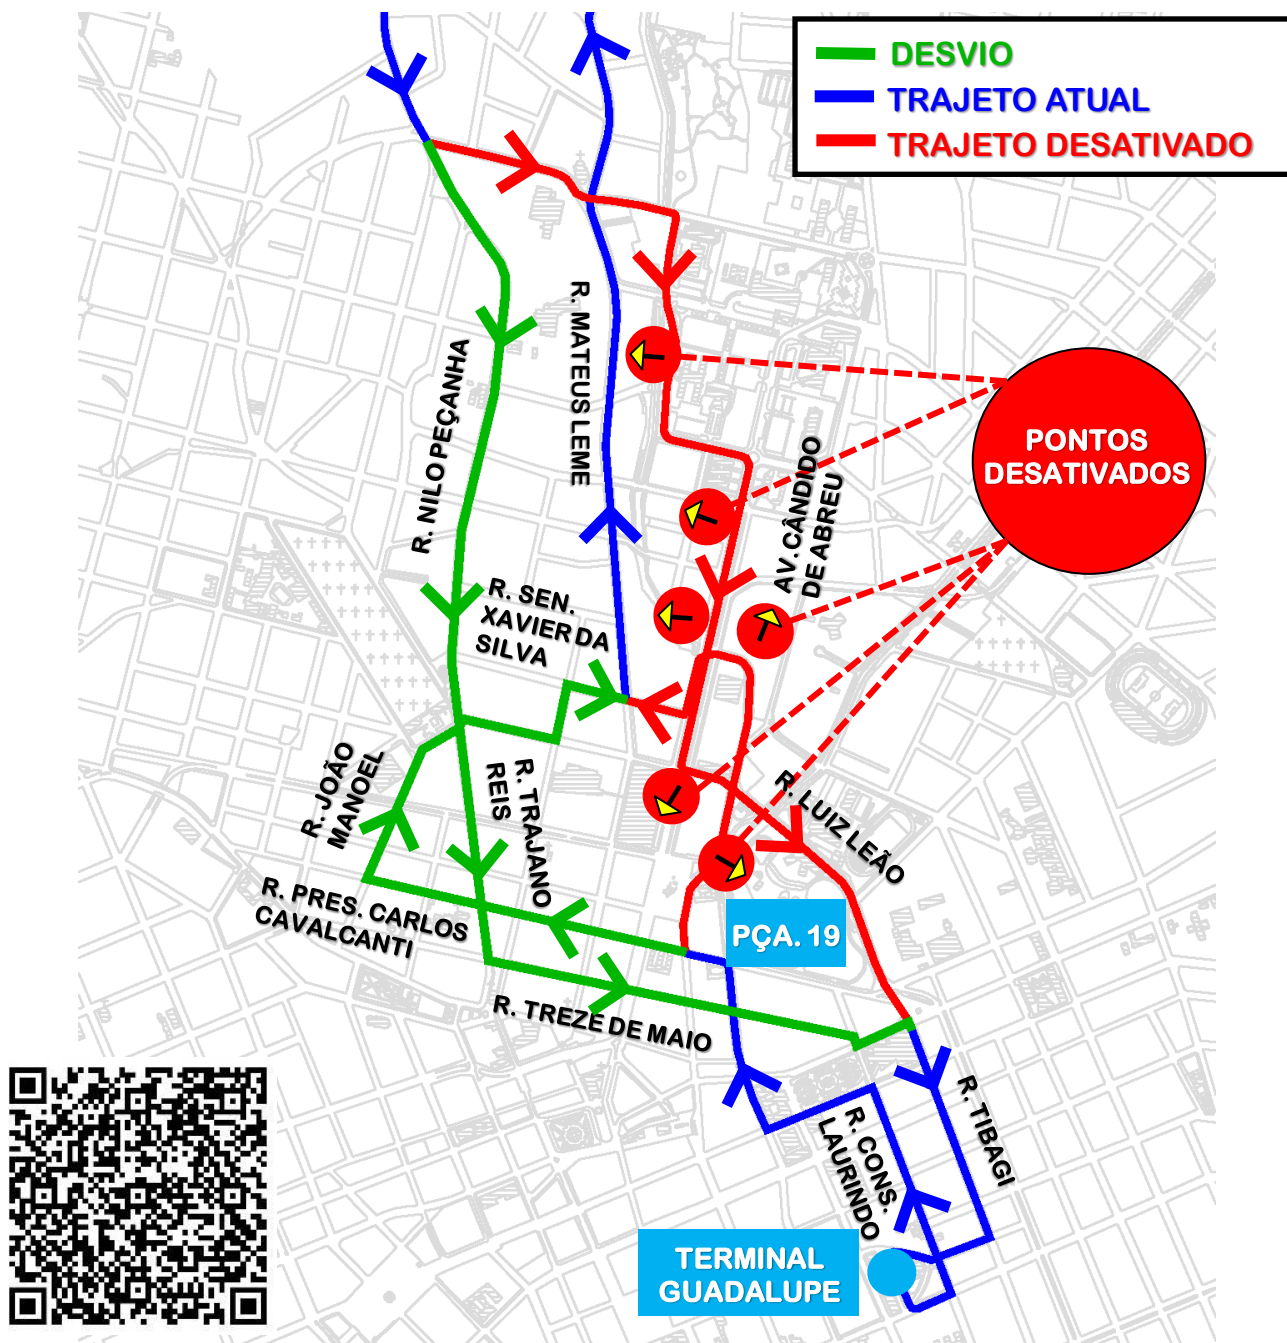 DESVIO
TRAJETO ATUAL
TRAJETO DESATIVADO
R. MATEUS LEME
R. NILO PEÇANHA
PONTOS
DESATIVADOS
AV. CÂNDIDO
DE ABREU
R. SEN.
XAVIER DA
SILVA
R. JOÃO
MANOEL
R. TRAJANO
REIS
R. LUIZ LEÃO
R. PRES. CARLOS
CAVALCANTI
PÇA. 19
R. TREZE DE MAIO
R. TIBAGI
R. CONS.
LAURINDO
TERMINAL
GUADALUPE